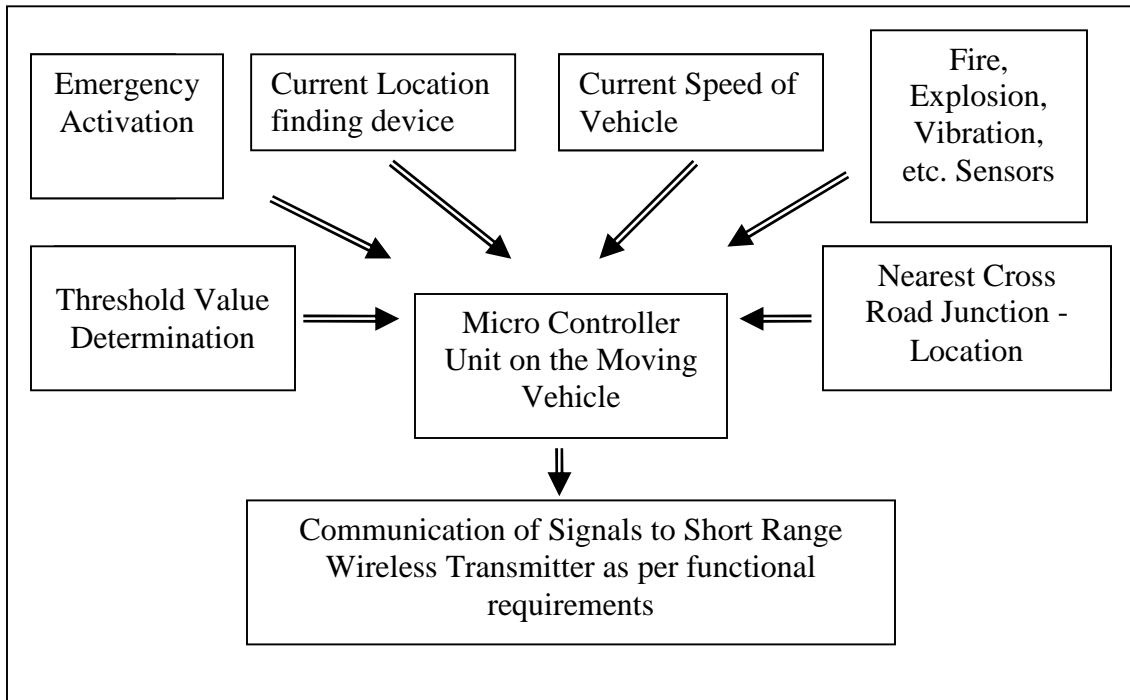 Emergency
Activation
Current Location
finding device
Current Speed of
Vehicle
Fire,
Explosion,
Vibration,
etc. Sensors
Threshold Value
Determination
Micro Controller
Unit on the Moving
Vehicle
Nearest Cross
Road Junction -
Location
Communication of Signals to Short Range
Wireless Transmitter as per functional
requirements